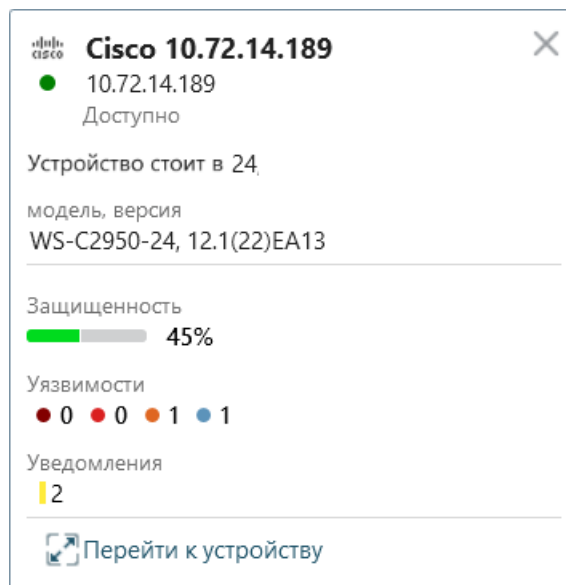 cisco Cisco 10.72.14.189
10.72.14.189
Доступно
Устройство стоит в 24,
модель, версия
WS-C2950-24, 12.1(22)EA13
Защищенность
45%
Уязвимости
0 0 1 1
Уведомления
2
Перейти к устройству